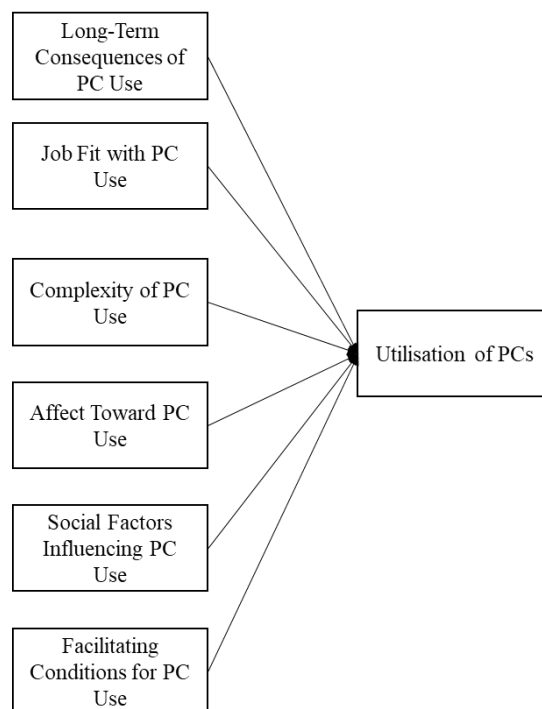 Long-Term
Consequences of
PC Use
Job Fit with PC
Use
Complexity of PC
Use
Affect Toward PC
Use
Social Factors
Influencing PC
Use
Facilitating
Conditions for PC
Use
Utilisation of PCs